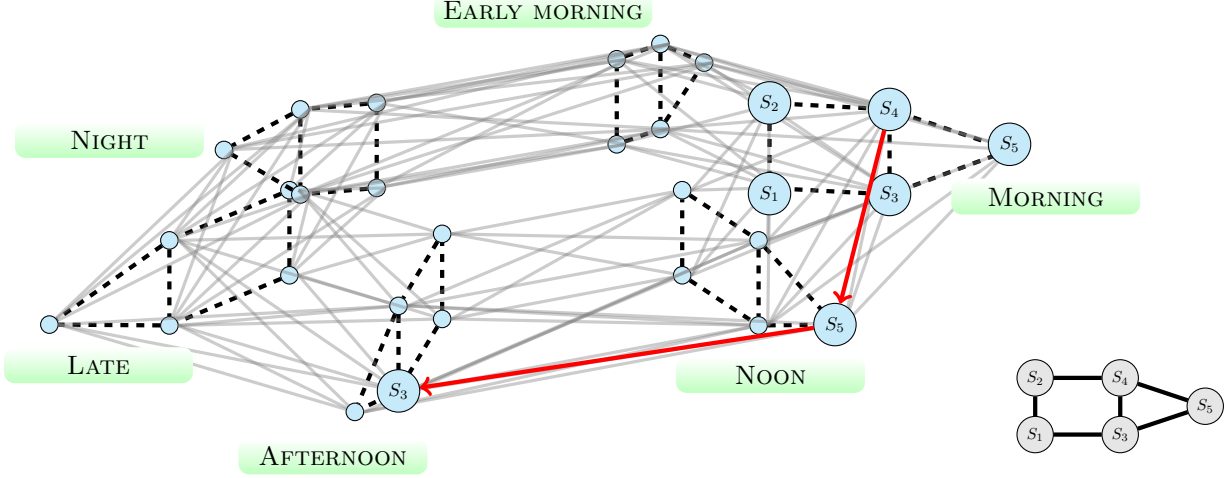 EARLY MORNING
S2
S4
NIGHT
S5
S1
S3
MORNING
S5
LATE
NOON
S3
S2
S4
S5
S1
S3
AFTERNOON